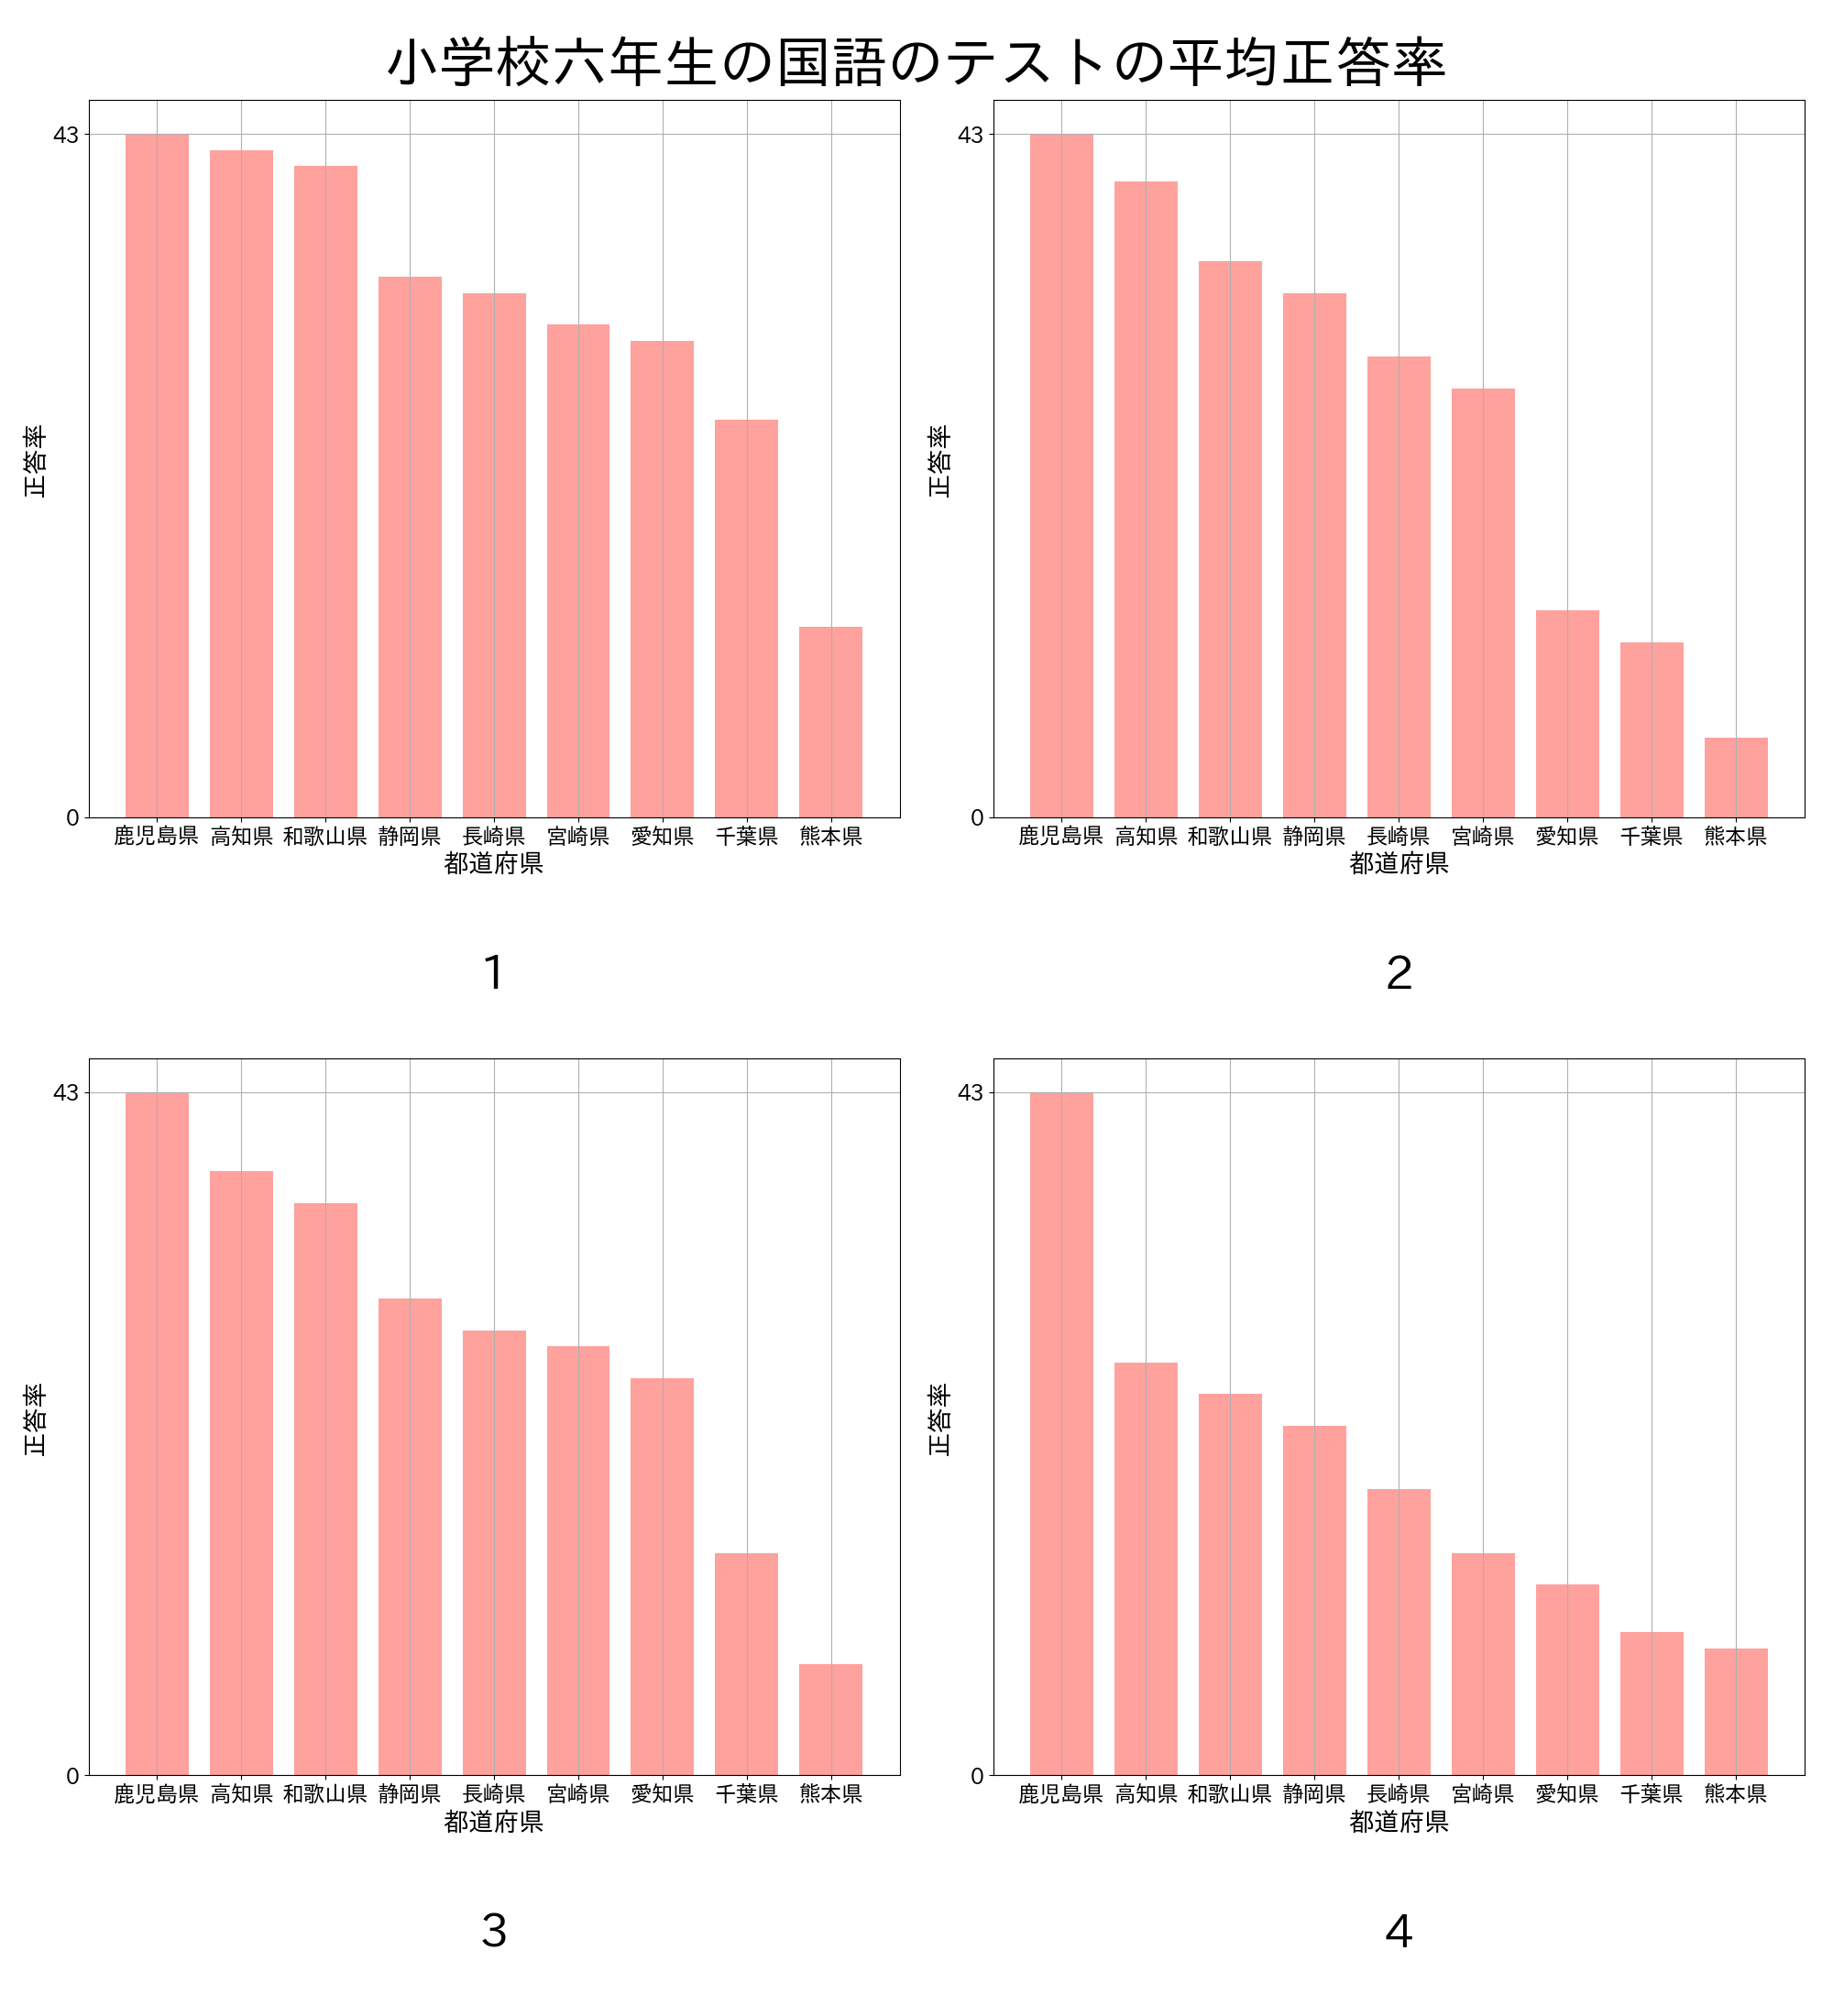 小学校六年生の国語のテストの平均正答率
43
0
正答率
鹿児島県 高知県 和歌山県 静岡県 長崎県 宮崎県 愛知県 千葉県 熊本県
都道府県
1
43
0
正答率
鹿児島県 高知県 和歌山県 静岡県 長崎県 宮崎県 愛知県 千葉県 熊本県
都道府県
2
43
0
正答率
鹿児島県 高知県 和歌山県 静岡県 長崎県 宮崎県 愛知県 千葉県 熊本県
都道府県
3
43
0
正答率
鹿児島県 高知県 和歌山県 静岡県 長崎県 宮崎県 愛知県 千葉県 熊本県
都道府県
4